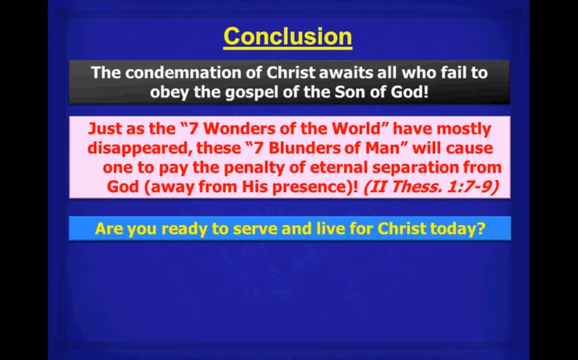 Conclusion
The condemnation of Christ awaits all who fail to
obey the gospel of the Son of God!
Just as the “7 Wonders of the World” have mostly
disappeared, these “7 Blunders of Man” will cause
one to pay the penalty of eternal separation from
God (away from His presence)! (II Thess. 1:7-9)
Are you ready to serve and live for Christ today?